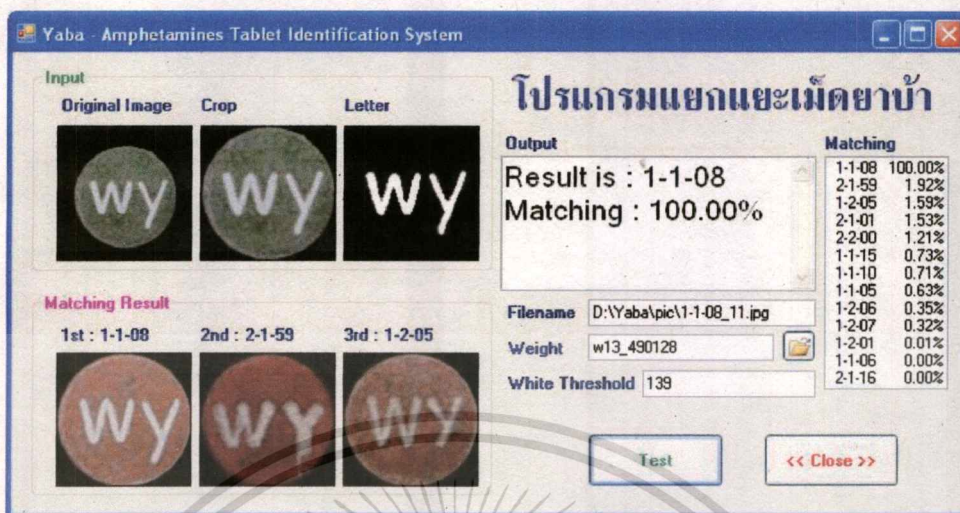 Yaba - Amphetamines Tablet Identification System
Input
Original Image Crop Letter
wy wy wy
Matching Result
1st : 1-1-08 2nd : 2-1-59 3rd : 1-2-05
wy wy wy
โปรแกรมแยกแยะเม็ดยาบ้า
Output
Result is : 1-1-08
Matching : 100.00%
Filename D:\Yaba\pic\1-1-08_11.jpg
Weight w13_490128
White Threshold 139
Test << Close >>
Matching
1-1-08 100.00%
2-1-59 1.92%
1-2-05 1.59%
2-1-01 1.53%
2-2-00 1.21%
1-1-15 0.73%
1-1-10 0.71%
1-1-05 0.63%
1-2-06 0.35%
1-2-07 0.32%
1-2-01 0.01%
1-1-06 0.00%
2-1-16 0.00%